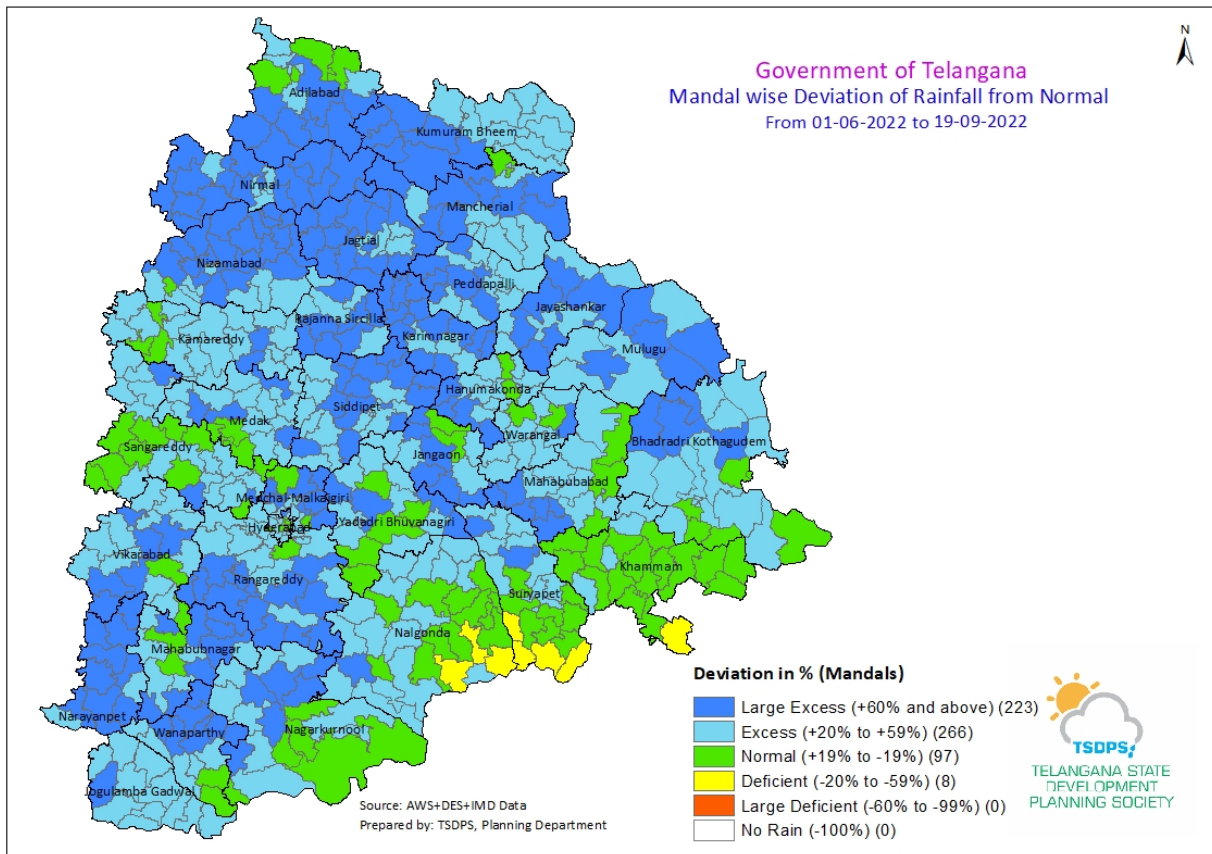 N
Government of Telangana
Mandal wise Deviation of Rainfall from Normal
From 01-06-2022 to 19-09-2022
Adilabad
Kumuram Bheem
Nirmal
Mancherial
Jagtial
Nizamabad
Peddapalli
Jayashankar
Rajanna Sircilla
Kamareddy
Karimnagar
Mulugu
Hanumakonda
Siddipet
Medak
Warangal
Bhadradri Kothagudem
Sangareddy
Jangaon
Mahabubabad
Medchal-Malkajgiri
Hyderabad
Yadadri Bhuvanagiri
Vikarabad
Khammam
Rangareddy
Suryapet
Nalgonda
Mahabubnagar
Narayanpet
Wanaparthy
Nagarkurnool
Jogulamba Gadwal
Deviation in % (Mandals)
Large Excess (+60% and above) (223)
Excess (+20% to +59%) (266)
Normal (+19% to -19%) (97)
Deficient (-20% to -59%) (8)
Large Deficient (-60% to -99%) (0)
No Rain (-100%) (0)
TSDPS
TELANGANA STATE
DEVELOPMENT
PLANNING SOCIETY
Source: AWS+DES+IMD Data
Prepared by: TSDPS, Planning Department